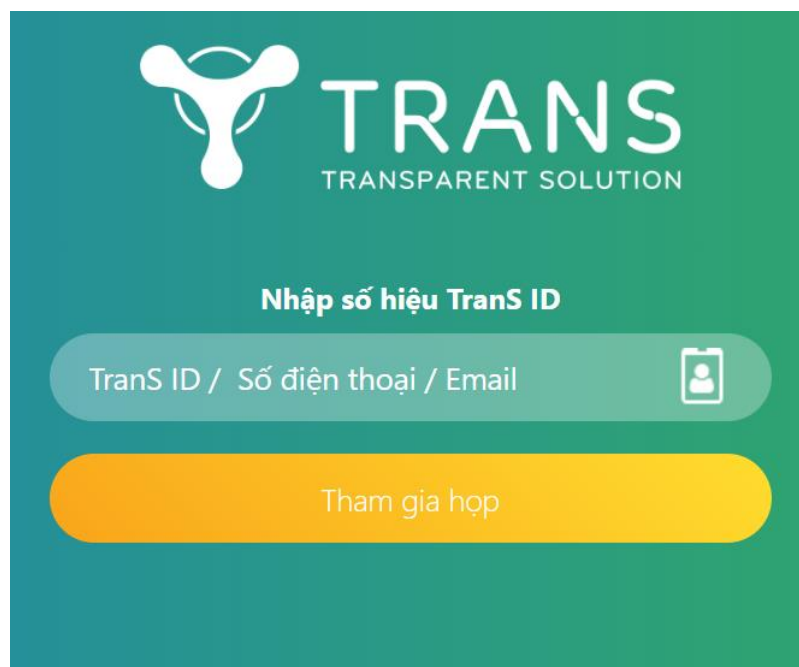 TRANS
TRANSPARENT SOLUTION
Nhập số hiệu TranS ID
TranS ID / Số điện thoại / Email
Tham gia họp